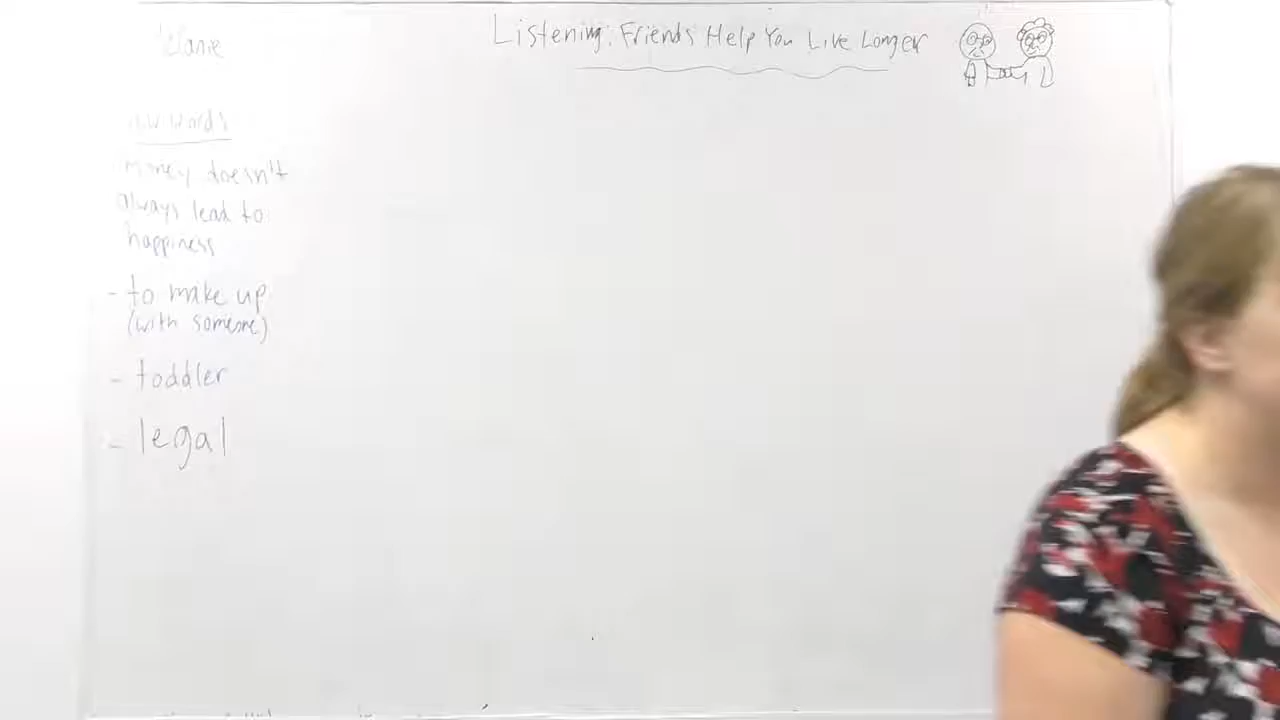 Listening: Friends Help You Live Longer
words
Money doesn't
always lead to
happiness
- to make up
(with someone)
- toddler
- legal